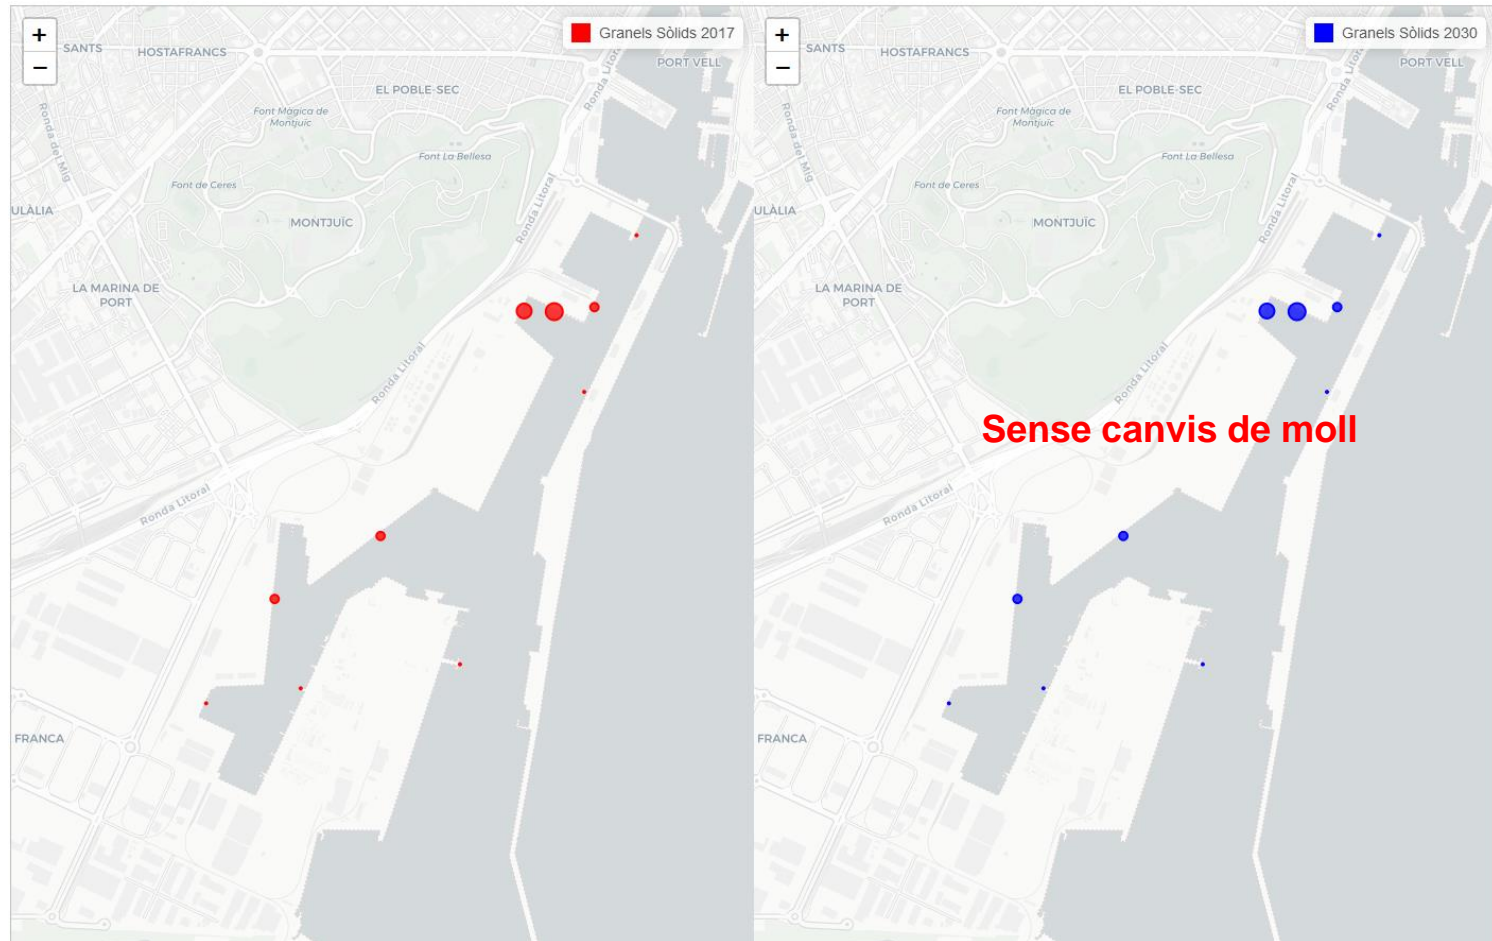 +
−
Granels Sòlids 2017
SANTS
HOSTAFRANCS
PORT VELL
Ronda Litoral
EL POBLE-SEC
Font Màgica de
Montjuïc
Ronda del Mig
Font La Bellesa
Font de Ceres
ULÀLIA
MONTJUÏC
Ronda Litoral
LA MARINA DE
PORT
Ronda Litoral
Ronda Litoral
FRANCA
+
−
Granels Sòlids 2030
SANTS
HOSTAFRANCS
PORT VELL
Ronda Litoral
EL POBLE-SEC
Font Màgica de
Montjuïc
Ronda del Mig
Font La Bellesa
Font de Ceres
ULÀLIA
MONTJUÏC
Ronda Litoral
LA MARINA DE
PORT
Ronda Litoral
Sense canvis de moll
Ronda Litoral
FRANCA